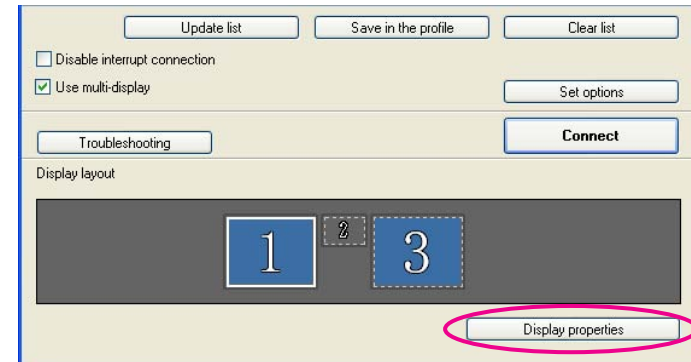 Update list Save in the profile Clear list
Disable interrupt connection
Use multi-display Set options
Troubleshooting Connect
Display layout
1 2 3
Display properties